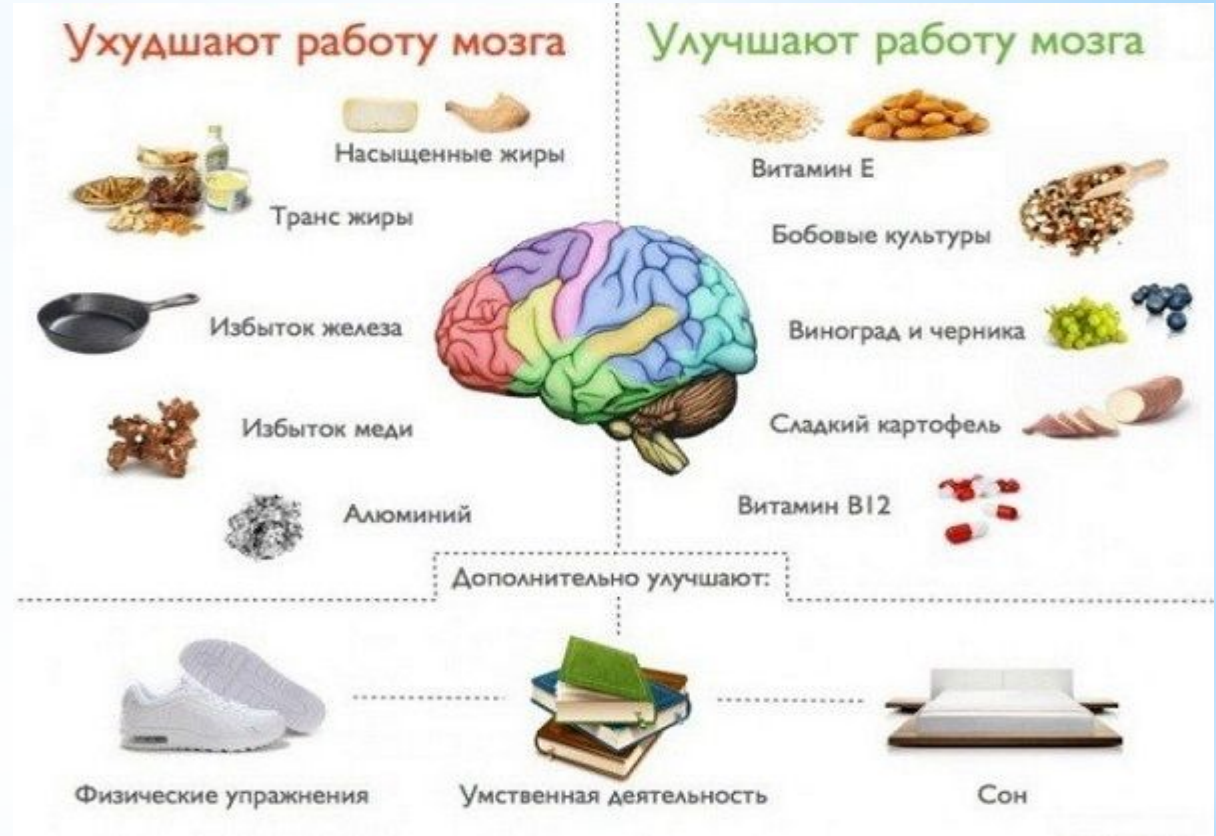 Ухудшают работу мозга
Насыщенные жиры
Транс жиры
Избыток железа
Избыток меди
Алюминий
Улучшают работу мозга
Витамин Е
Бобовые культуры
Виноград и черника
Сладкий картофель
Витамин В12
Дополнительно улучшают:
Физические упражнения
Умственная деятельность
Сон